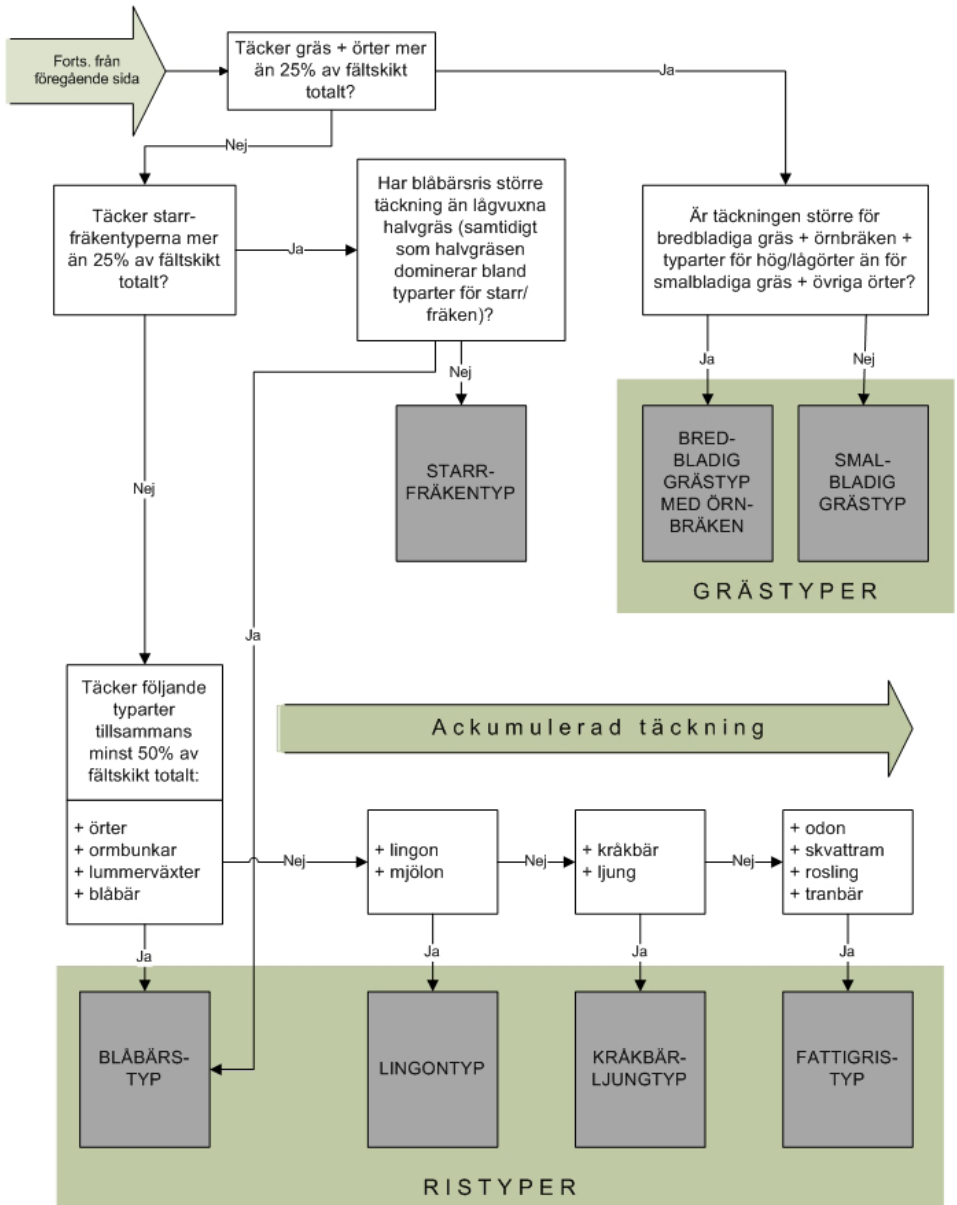 Forts. från
föregående sida
Täcker gräs + örter mer
än 25% av fältskikt
totalt?
Ja
Nej
Täcker starr-
fräkentyperna mer
än 25% av fältskikt
totalt?
Ja
Har blåbärsris större
täckning än lågvuxna
halvgräs (samtidigt
som halvgräsen
dominerar bland
typarter för starr/
fräken)?
Är täckningen större för
bredbladiga gräs + örnbräken +
typarter för hög/lågörter än för
smalbladiga gräs + övriga örter?
Nej
Ja
Nej
STARR-
FRÄKENTYP
BRED-
BLADIG
GRÄSTYP
MED ÖRN-
BRÄKEN
SMAL-
BLADIG
GRÄSTYP
GRÄSTYPER
Nej
Ja
Täcker följande
typarter
tillsammans
minst 50% av
fältskikt totalt:
+ örter
+ ormbunkar
+ lummerväxter
+ blåbär
Ackumulerad täckning
Nej
+ lingon
+ mjölon
Nej
+ kråkbär
+ ljung
Nej
+ odon
+ skvattram
+ rosling
+ tranbär
Ja
Ja
Ja
Ja
BLÅBÄRS-
TYP
LINGONTYP
KRÅKBÄR-
LJUNGTYP
FATTIGRIS-
TYP
RISTYPER